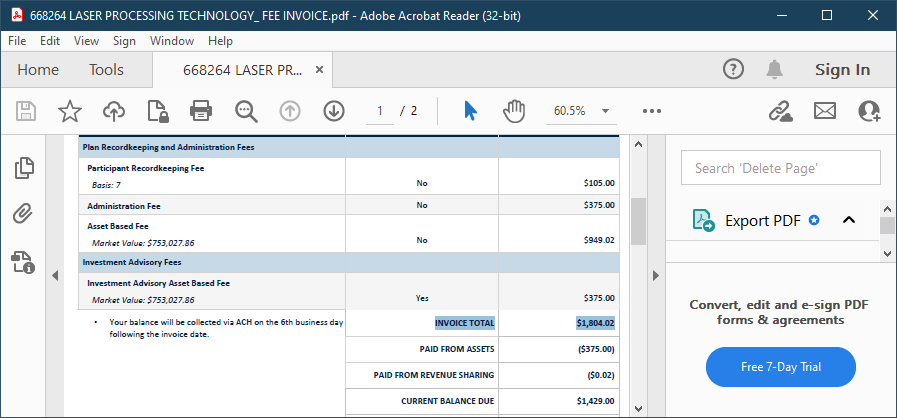 668264 LASER PROCESSING TECHNOLOGY_ FEE INVOICE.pdf - Adobe Acrobat Reader (32-bit)
File Edit View Sign Window Help
Home Tools 668264 LASER PR... × Sign In
1 / 2 60.5%
Plan Recordkeeping and Administration Fees
Participant Recordkeeping Fee
Basis: 7 No $105.00
Administration Fee No $375.00
Asset Based Fee
Market Value: $753,027.86 No $949.02
Investment Advisory Fees
Investment Advisory Asset Based Fee
Market Value: $753,027.86 Yes $375.00
• Your balance will be collected via ACH on the 6th business day
following the invoice date.
INVOICE TOTAL $1,804.02
PAID FROM ASSETS ($375.00)
PAID FROM REVENUE SHARING ($0.02)
CURRENT BALANCE DUE $1,429.00
Search 'Delete Page'
Export PDF
Convert, edit and e-sign PDF
forms & agreements
Free 7-Day Trial